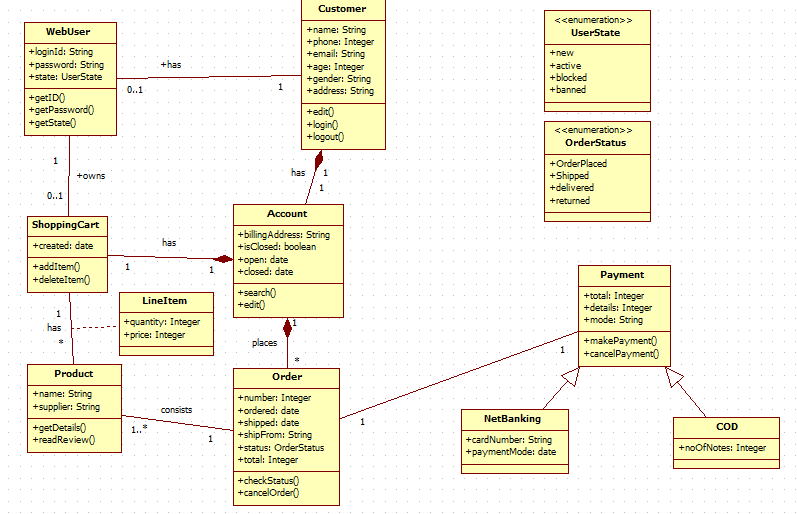 WebUser
+loginId: String
+password: String
+state: UserState
+getID()
+getPassword()
+getState()
+has
0..1
1
Customer
+name: String
+phone: Integer
+email: String
+age: Integer
+gender: String
+address: String
+edit()
+login()
+logout()
<<enumeration>>
UserState
+new
+active
+blocked
+banned
<<enumeration>>
OrderStatus
+OrderPlaced
+Shipped
+delivered
+returned
1
+owns
0..1
has
1
1
ShoppingCart
+created: date
+addItem()
+deleteItem()
has
1
1
Account
+billingAddress: String
+isClosed: boolean
+open: date
+closed: date
+search()
+edit()
1
has
*
LineItem
+quantity: Integer
+price: Integer
1
places
*
Payment
+total: Integer
+details: Integer
+mode: String
+makePayment()
+cancelPayment()
Product
+name: String
+supplier: String
+getDetails()
+readReview()
consists
1..*
1
Order
+number: Integer
+ordered: date
+shipped: date
+shipFrom: String
+status: OrderStatus
+total: Integer
+checkStatus()
+cancelOrder()
1
1
NetBanking
+cardNumber: String
+paymentMode: date
COD
+noOfNotes: Integer